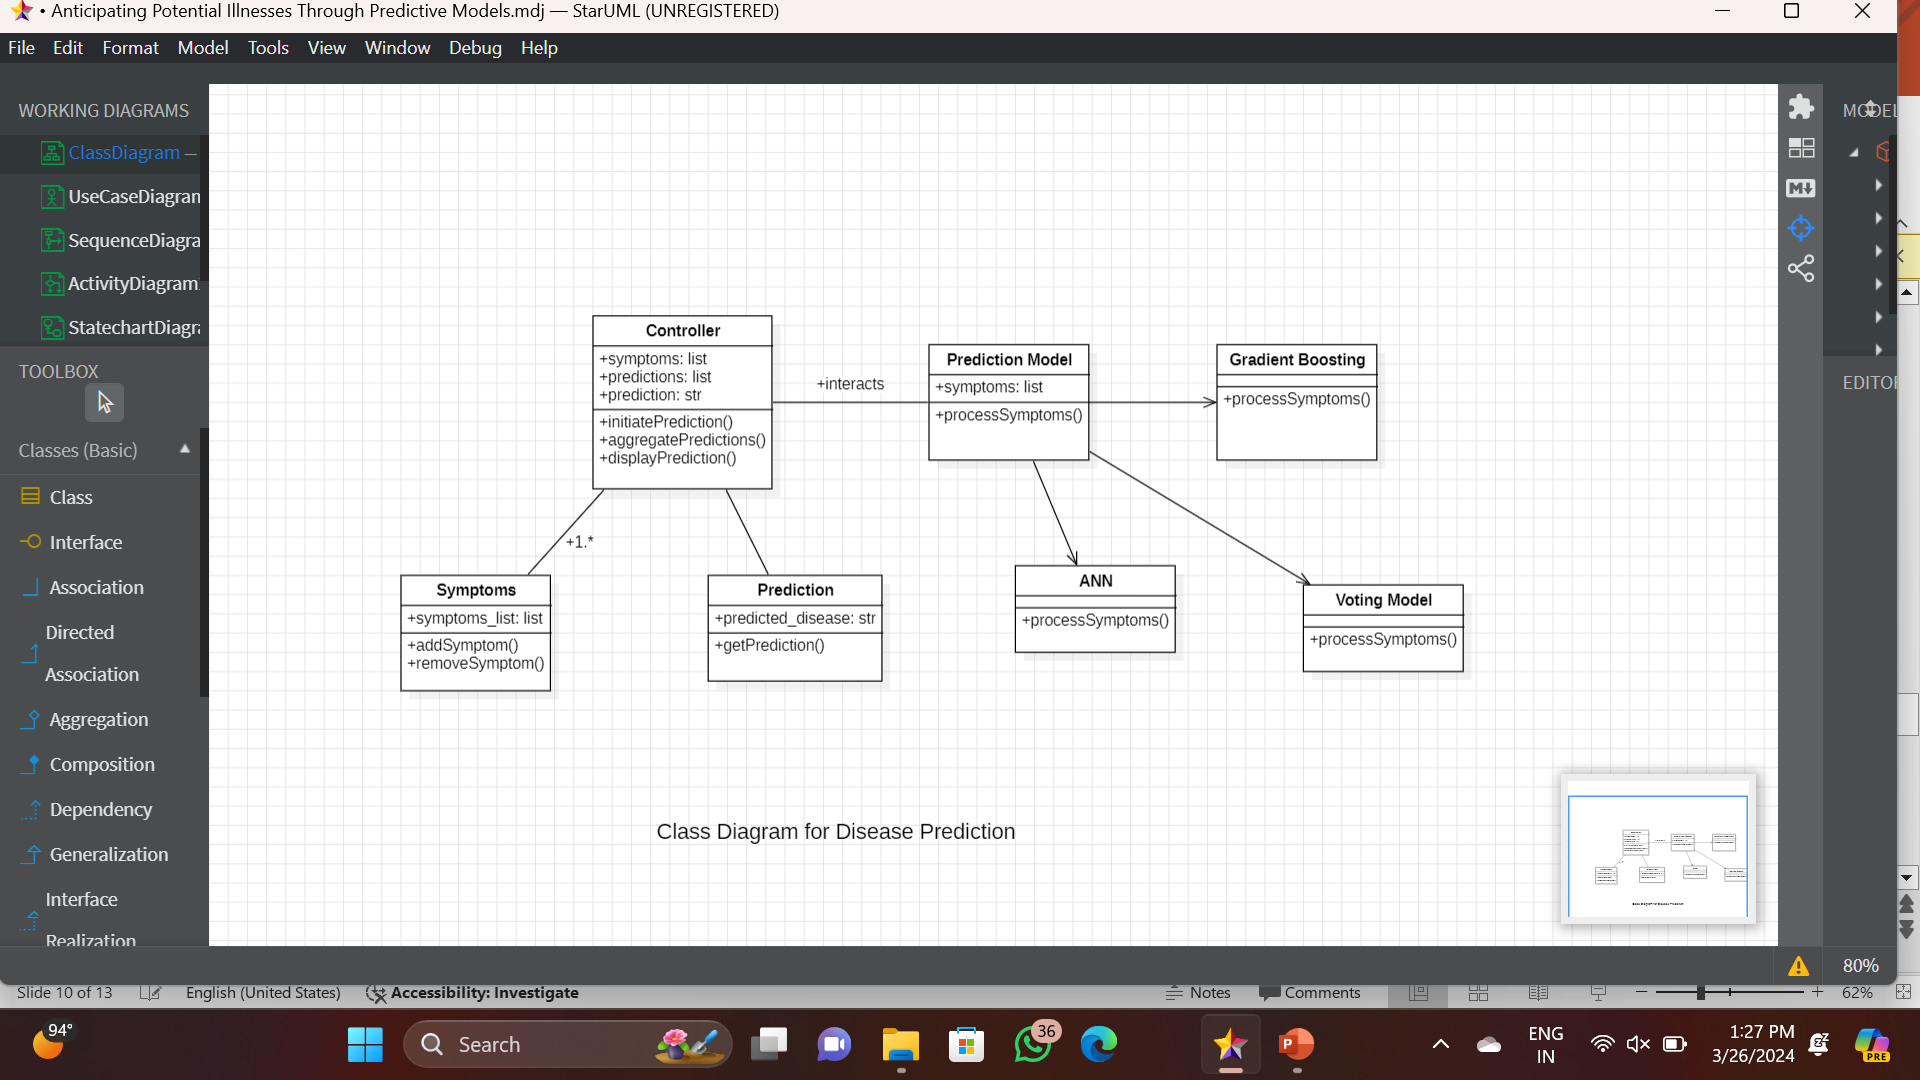 • Anticipating Potential Illnesses Through Predictive Models.mdj — StarUML (UNREGISTERED)
File Edit Format Model Tools View Window Debug Help
WORKING DIAGRAMS
ClassDiagram —
UseCaseDiagram
SequenceDiagra
ActivityDiagram
StatechartDiagra
TOOLBOX
Classes (Basic)
Class
Interface
Association
Directed
Association
Aggregation
Composition
Dependency
Generalization
Interface
Realization
Controller
+symptoms: list
+predictions: list
+prediction: str
+initiatePrediction()
+aggregatePredictions()
+displayPrediction()
+interacts
Prediction Model
+symptoms: list
+processSymptoms()
Gradient Boosting
+processSymptoms()
+1.*
Symptoms
+symptoms_list: list
+addSymptom()
+removeSymptom()
Prediction
+predicted_disease: str
+getPrediction()
ANN
+processSymptoms()
Voting Model
+processSymptoms()
Class Diagram for Disease Prediction
M
MODEL
EDITOR
80%
Slide 10 of 13 English (United States) Accessibility: Investigate Notes Comments 62%
94°
Search
36
P
ENG
IN
1:27 PM
3/26/2024
PRE